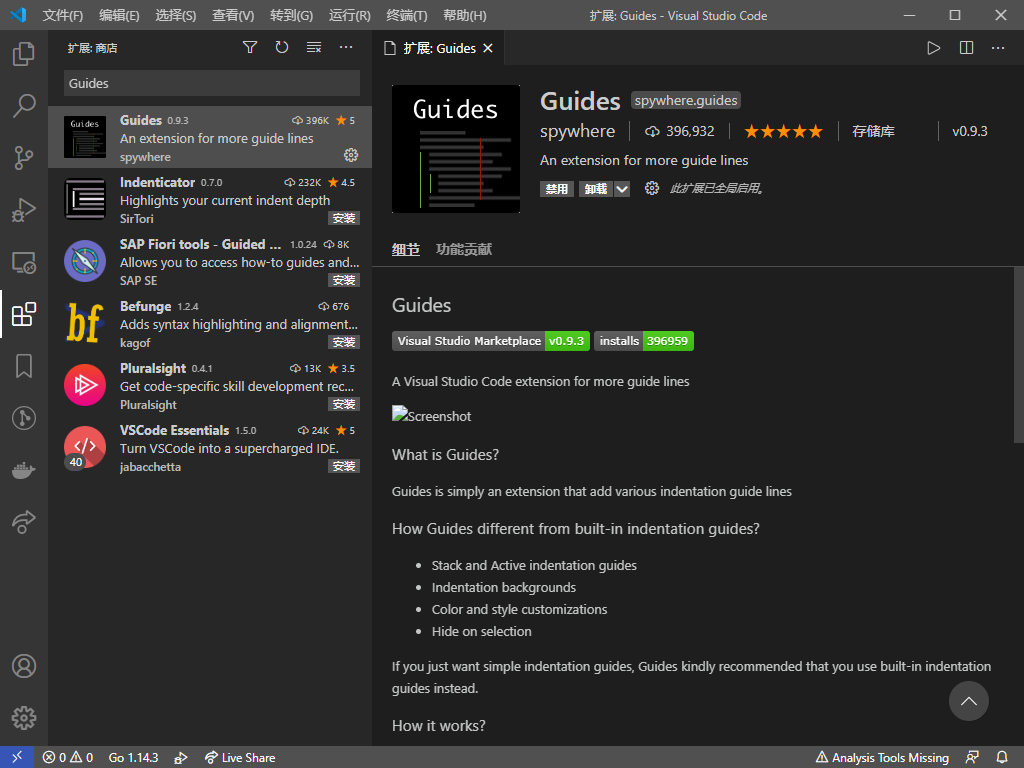 文件(F) 编辑(E) 选择(S) 查看(V) 转到(G) 运行(R) 终端(T) 帮助(H) 扩展: Guides - Visual Studio Code
扩展: 商店
Guides
Guides 0.9.3 396K 5
An extension for more guide lines
spywhere
Indenticator 0.7.0 232K 4.5
Highlights your current indent depth
SirTori 安装
SAP Fiori tools - Guided ... 1.0.24 8K
Allows you to access how-to guides and...
SAP SE 安装
Befunge 1.2.4 676
Adds syntax highlighting and alignment...
kagof 安装
Pluralsight 0.4.1 13K 3.5
Get code-specific skill development rec...
Pluralsight 安装
VSCode Essentials 1.5.0 24K 5
Turn VSCode into a supercharged IDE.
jabacchetta 安装
40
扩展: Guides
Guides
Guides spywhere.guides
spywhere 396,932 存储库 v0.9.3
An extension for more guide lines
禁用 卸载 此扩展已全局启用。
细节 功能贡献
Guides
Visual Studio Marketplace v0.9.3 installs 396959
A Visual Studio Code extension for more guide lines
Screenshot
What is Guides?
Guides is simply an extension that add various indentation guide lines
How Guides different from built-in indentation guides?
• Stack and Active indentation guides
• Indentation backgrounds
• Color and style customizations
• Hide on selection
If you just want simple indentation guides, Guides kindly recommended that you use built-in indentation
guides instead.
How it works?
0 0 Go 1.14.3 Live Share Analysis Tools Missing